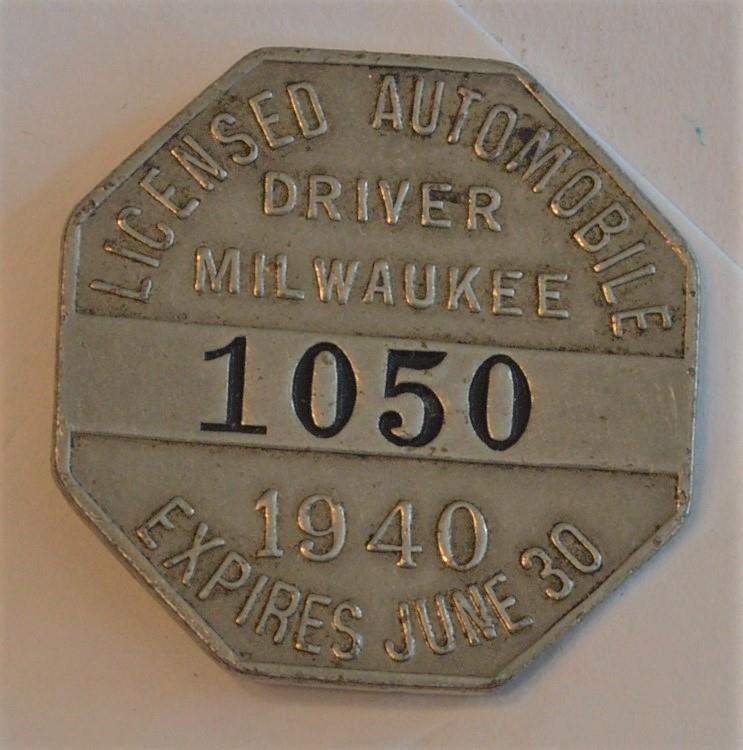 LICENSED AUTOMOBILE
DRIVER
MILWAUKEE
1050
1940
EXPIRES JUNE 30